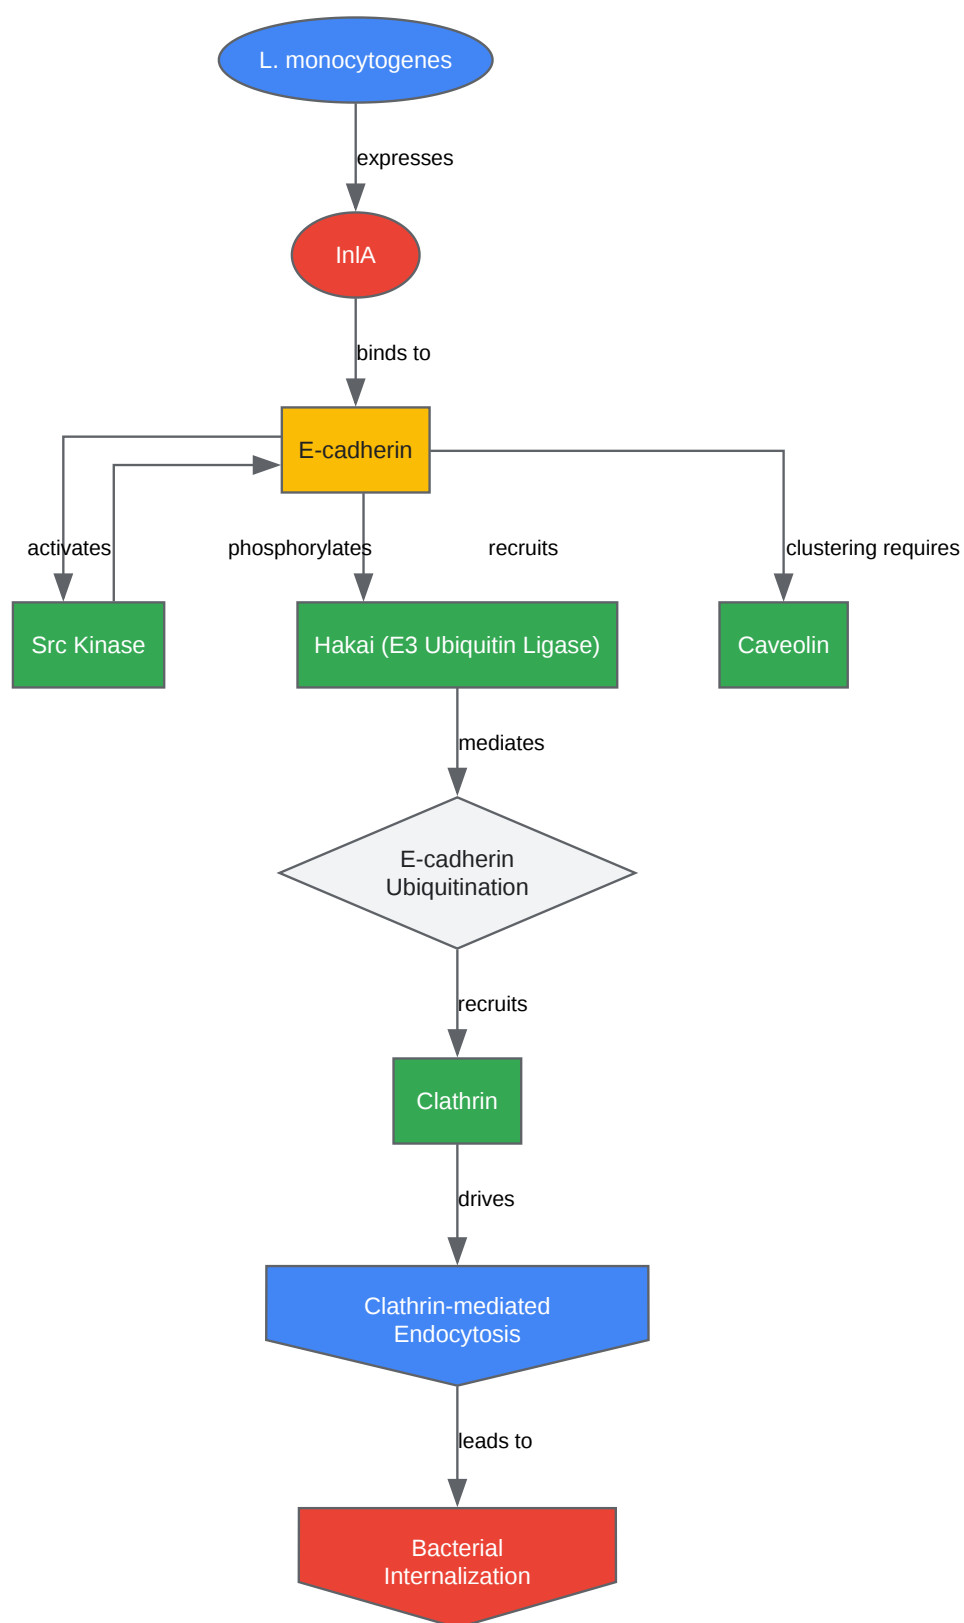 L. monocytogenes
expresses
InlA
binds to
E-cadherin
activates
phosphorylates
recruits
clustering requires
Src Kinase
Hakai (E3 Ubiquitin Ligase)
Caveolin
mediates
E-cadherin
Ubiquitination
recruits
Clathrin
drives
Clathrin-mediated
Endocytosis
leads to
Bacterial
Internalization